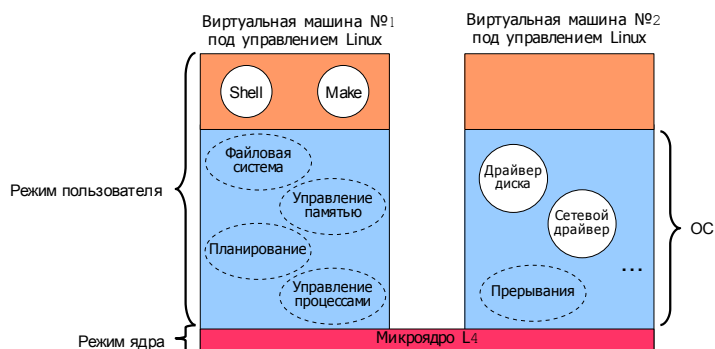 Виртуальная машина №1
под управлением Linux
Виртуальная машина №2
под управлением Linux
Shell
Make
Файловая
система
Управление
памятью
Планирование
Управление
процессами
Драйвер
диска
Сетевой
драйвер
...
Прерывания
Режим пользователя
ОС
Микроядро L4
Режим ядра